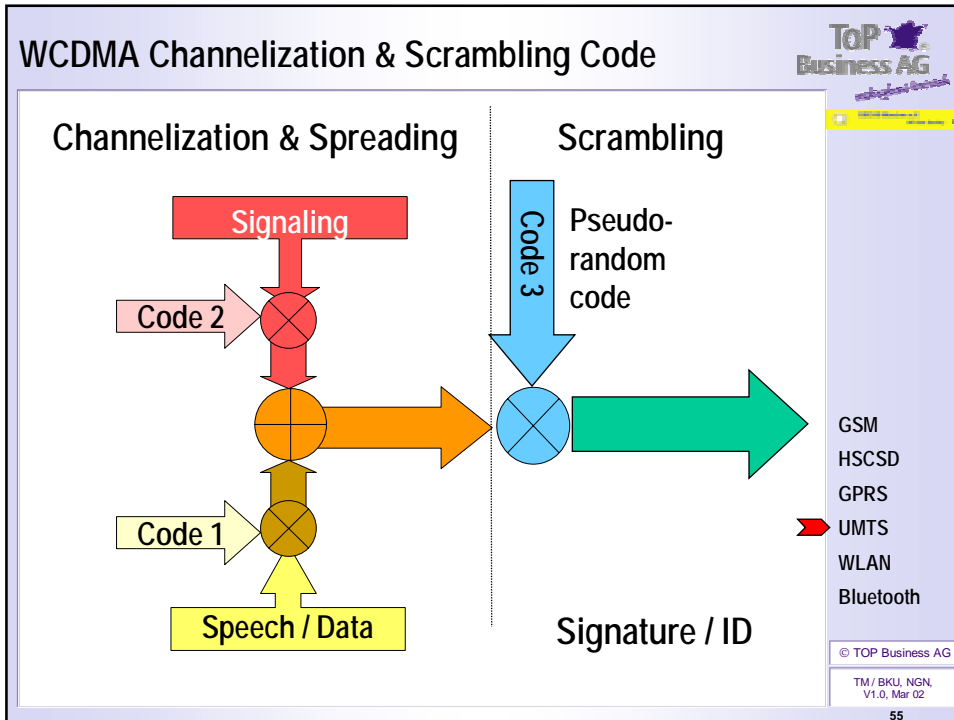 WCDMA Channelization & Scrambling Code
TOP
Business AG
Channelization & Spreading
Scrambling
Signaling
Code 3
Pseudo-
random
code
Code 2
Code 1
Speech / Data
Signature / ID
GSM
HSCSD
GPRS
UMTS
WLAN
Bluetooth
© TOP Business AG
TM / BKU, NGN,
V1.0, Mar 02
55